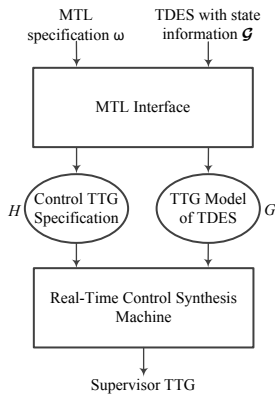 MTL
specification ω
TDES with state
information 𝓖
MTL Interface
H
Control TTG
Specification
TTG Model
of TDES
G
Real-Time Control Synthesis
Machine
Supervisor TTG